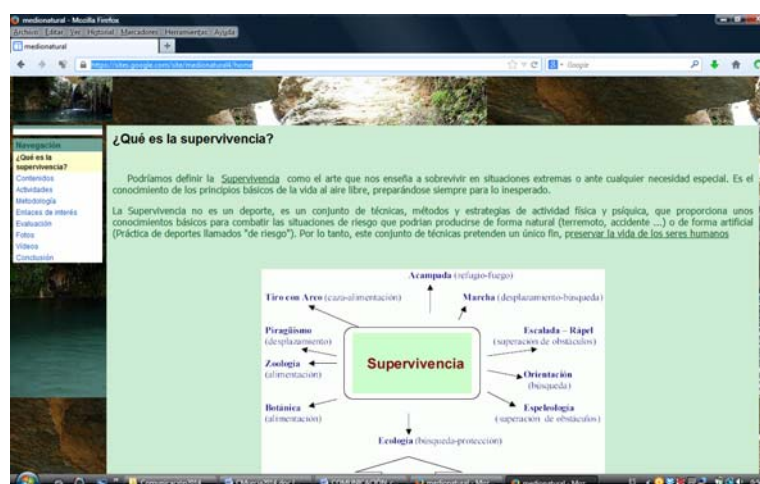 medionatural - Mozilla Firefox
Archivo Editar Ver Historial Marcadores Herramientas Ayuda
medionatural
https://sites.google.com/site/medionatural4/home
Google
Navegación
¿Qué es la
supervivencia?
Contenidos
Actividades
Metodología
Enlaces de interés
Evaluación
Fotos
Vídeos
Conclusión
¿Qué es la supervivencia?
Podríamos definir la Supervivencia como el arte que nos enseña a sobrevivir en situaciones extremas o ante cualquier necesidad especial. Es el
conocimiento de los principios básicos de la vida al aire libre, preparándose siempre para lo inesperado.
La Supervivencia no es un deporte, es un conjunto de técnicas, métodos y estrategias de actividad física y psíquica, que proporciona unos
conocimientos básicos para combatir las situaciones de riesgo que podrían producirse de forma natural (terremoto, accidente ...) o de forma artificial
(Práctica de deportes llamados "de riesgo"). Por lo tanto, este conjunto de técnicas pretenden un único fin, preservar la vida de los seres humanos
Acampada (refugio-fuego)
Tiro con Arco (caza-alimentación)
Marcha (desplazamiento-búsqueda)
Piragüismo
(desplazamiento)
Escalada – Rápel
(superación de obstáculos)
Supervivencia
Zoología
(alimentación)
Orientación
(búsqueda)
Botánica
(alimentación)
Espeleología
(superación de obstáculos)
Ecología (búsqueda-protección)
medionatural - Moz...
medionatural - Moz...